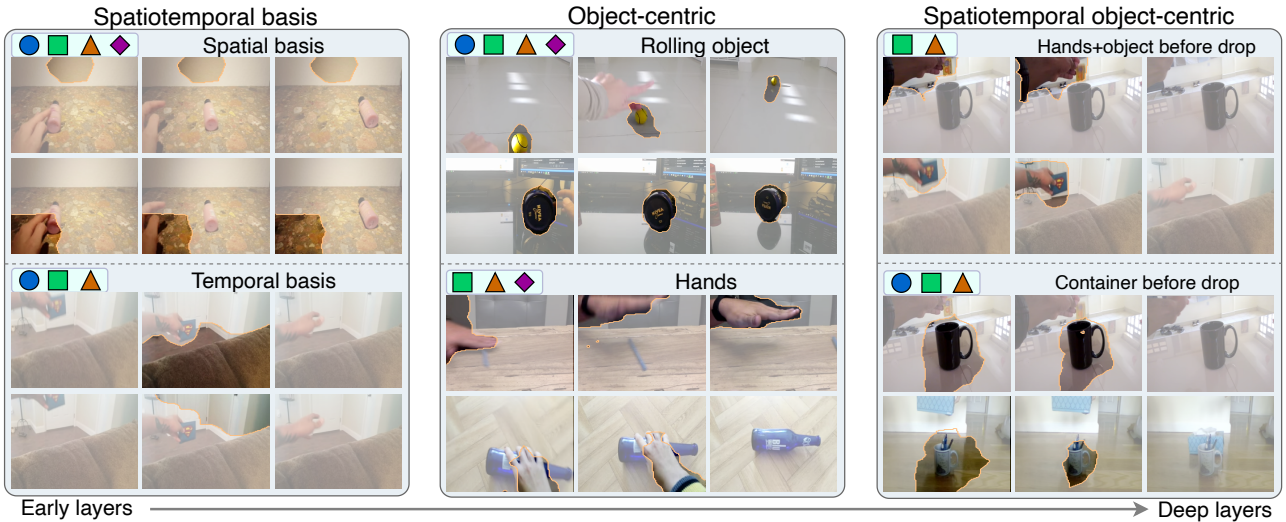 Spatiotemporal basis
Spatial basis
Temporal basis
Object-centric
Rolling object
Hands
Spatiotemporal object-centric
Hands+object before drop
Container before drop
Early layers
Deep layers